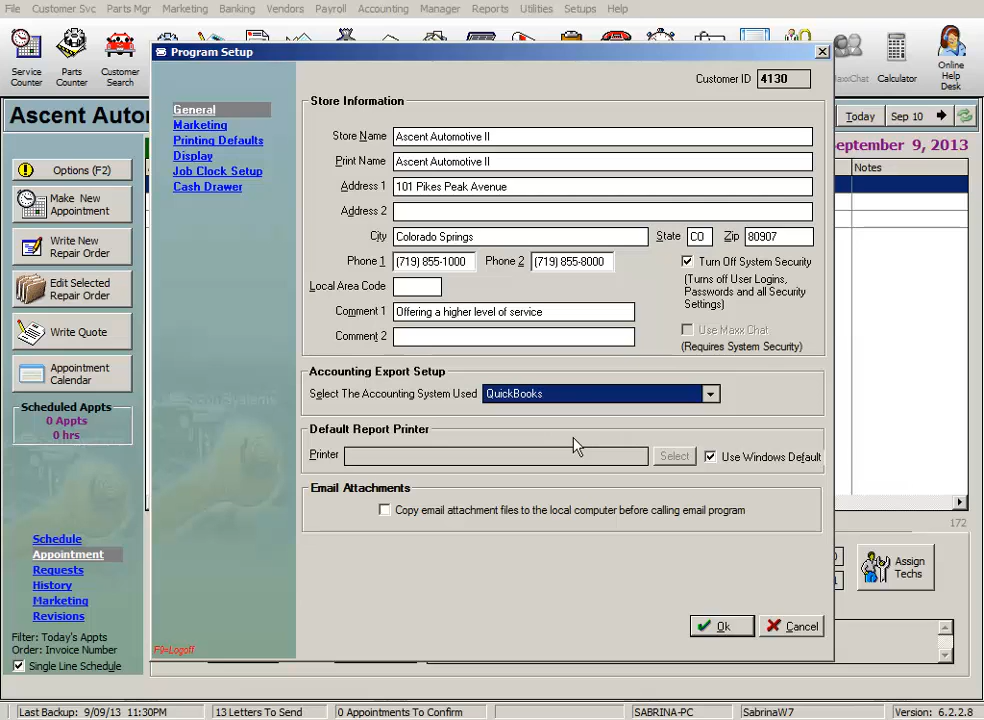 File Customer Svc Parts Mgr Marketing Banking Vendors Payroll Accounting Manager Reports Utilities Setups Help
Service Counter
Parts Counter
Customer Search
MaxxChat
Calculator
Online Help Desk
Program Setup
Customer ID 4130
Ascent Auto
Today Sep 10
eptember 9, 2013
Notes
Options (F2)
Make New Appointment
Write New Repair Order
Edit Selected Repair Order
Write Quote
Appointment Calendar
Scheduled Appts
0 Appts
0 hrs
Schedule
Appointment
Requests
History
Marketing
Revisions
Filter: Today's Appts
Order: Invoice Number
Single Line Schedule
General
Marketing
Printing Defaults
Display
Job Clock Setup
Cash Drawer
F9=Logoff
Store Information
Store Name Ascent Automotive II
Print Name Ascent Automotive II
Address 1 101 Pikes Peak Avenue
Address 2
City Colorado Springs State CO Zip 80907
Phone 1 (719) 855-1000 Phone 2 (719) 855-8000
Turn Off System Security
(Turns off User Logins, Passwords and all Security Settings)
Local Area Code
Comment 1 Offering a higher level of service
Comment 2
Use Maxx Chat
(Requires System Security)
Accounting Export Setup
Select The Accounting System Used QuickBooks
Default Report Printer
Printer Select Use Windows Default
Email Attachments
Copy email attachment files to the local computer before calling email program
Ok Cancel
172
Assign Techs
Last Backup: 9/09/13 11:30PM 13 Letters To Send 0 Appointments To Confirm SABRINA-PC SabrinaW7 Version: 6.2.2.8